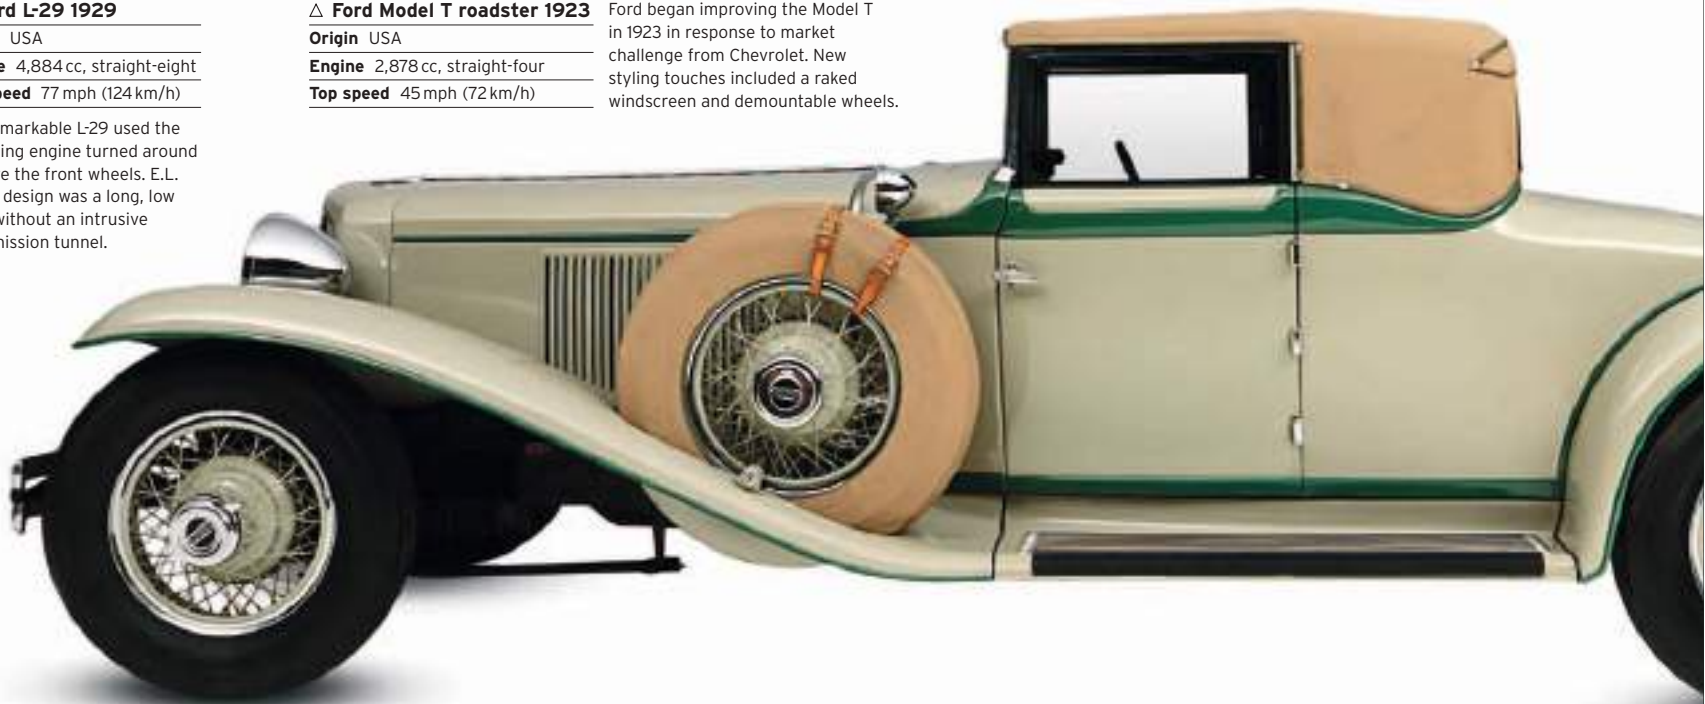 rd L-29 1929
USA
e 4,884 cc, straight-eight
eed 77 mph (124 km/h)
markable L-29 used the
ing engine turned around
e the front wheels. E.L.
design was a long, low
without an intrusive
mission tunnel.
△ Ford Model T roadster 1923
Origin USA
Engine 2,878 cc, straight-four
Top speed 45 mph (72 km/h)
Ford began improving the Model T
in 1923 in response to market
challenge from Chevrolet. New
styling touches included a raked
windscreen and demountable wheels.